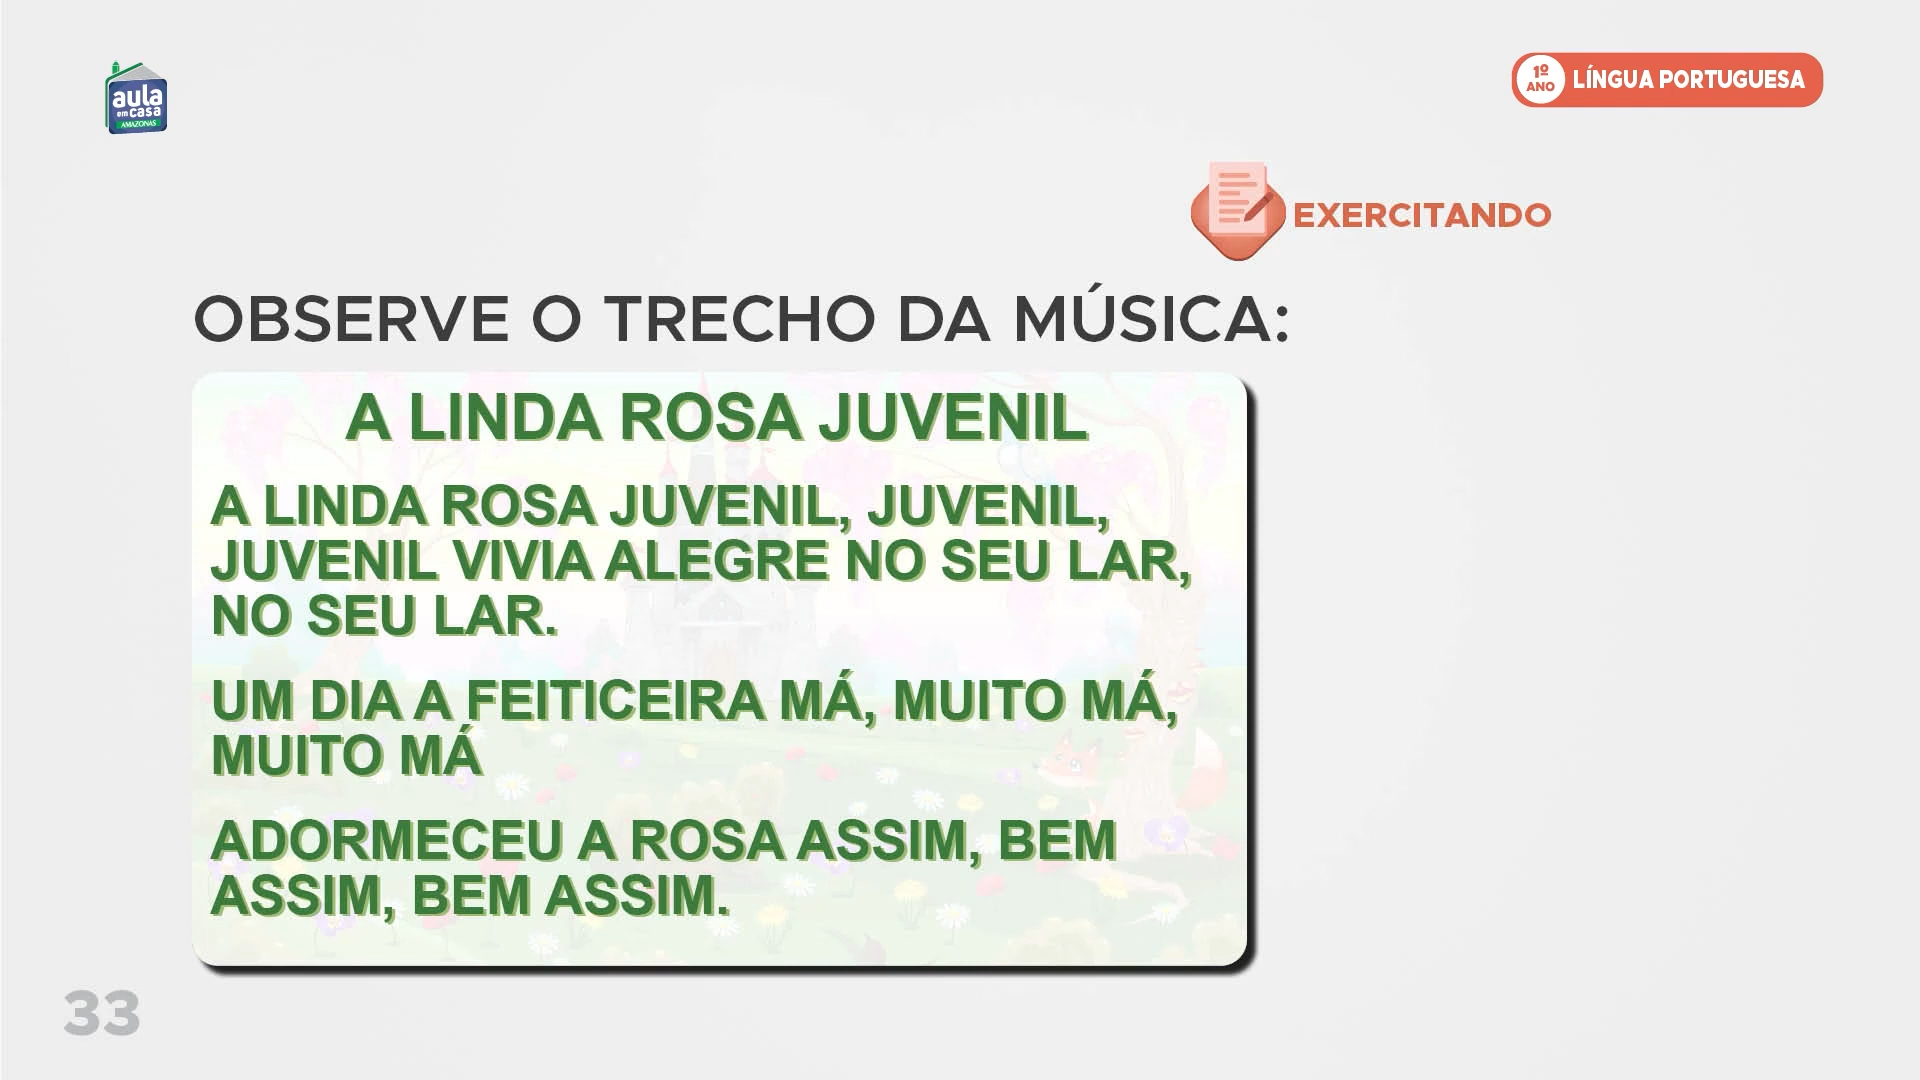 aula
em casa
AMAZONAS
1º
ANO
LÍNGUA PORTUGUESA
EXERCITANDO
OBSERVE O TRECHO DA MÚSICA:
A LINDA ROSA JUVENIL
A LINDA ROSA JUVENIL, JUVENIL,
JUVENIL VIVIA ALEGRE NO SEU LAR,
NO SEU LAR.
UM DIA A FEITICEIRA MÁ, MUITO MÁ,
MUITO MÁ
ADORMECEU A ROSA ASSIM, BEM
ASSIM, BEM ASSIM.
33